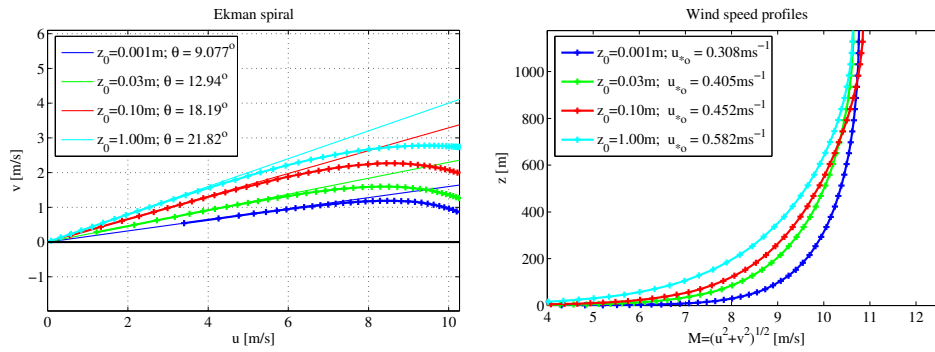 Ekman spiral
v [m/s]
6
5
4
3
2
1
0
−1
z0=0.001m; θ = 9.077o
z0=0.03m; θ = 12.94o
z0=0.10m; θ = 18.19o
z0=1.00m; θ = 21.82o
0 2 4 6 8 10
u [m/s]
Wind speed profiles
z [m]
1000
800
600
400
200
0
z0=0.001m; u*o = 0.308ms−1
z0=0.03m; u*o = 0.405ms−1
z0=0.10m; u*o = 0.452ms−1
z0=1.00m; u*o = 0.582ms−1
4 5 6 7 8 9 10 11 12
M=(u2+v2)1/2 [m/s]